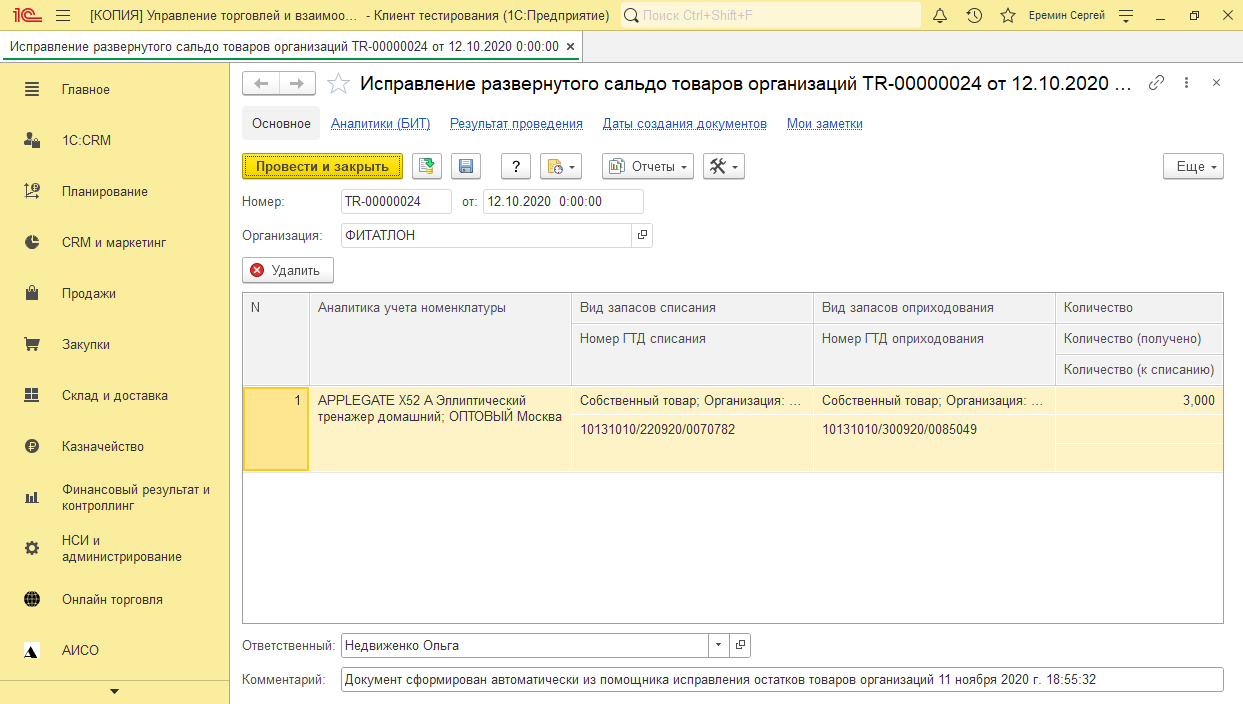 [КОПИЯ] Управление торговлей и взаимоо... - Клиент тестирования (1С:Предприятие)
Поиск Ctrl+Shift+F
Еремин Сергей
Исправление развернутого сальдо товаров организаций TR-00000024 от 12.10.2020 0:00:00
Главное
1C:CRM
Планирование
CRM и маркетинг
Продажи
Закупки
Склад и доставка
Казначейство
Финансовый результат и
контроллинг
НСИ и
администрирование
Онлайн торговля
АИСО
Исправление развернутого сальдо товаров организаций TR-00000024 от 12.10.2020 ...
Основное Аналитики (БИТ) Результат проведения Даты создания документов Мои заметки
Провести и закрыть ? Отчеты Еще
Номер: TR-00000024 от: 12.10.2020 0:00:00
Организация: ФИТАТЛОН
Удалить
N Аналитика учета номенклатуры Вид запасов списания Вид запасов оприходования Количество
Номер ГТД списания Номер ГТД оприходования Количество (получено)
Количество (к списанию)
1 APPLEGATE X52 A Эллиптический Собственный товар; Организация: ... Собственный товар; Организация: ... 3,000
тренажер домашний; ОПТОВЫЙ Москва
10131010/220920/0070782 10131010/300920/0085049
Ответственный: Недвиженко Ольга
Комментарий: Документ сформирован автоматически из помощника исправления остатков товаров организаций 11 ноября 2020 г. 18:55:32